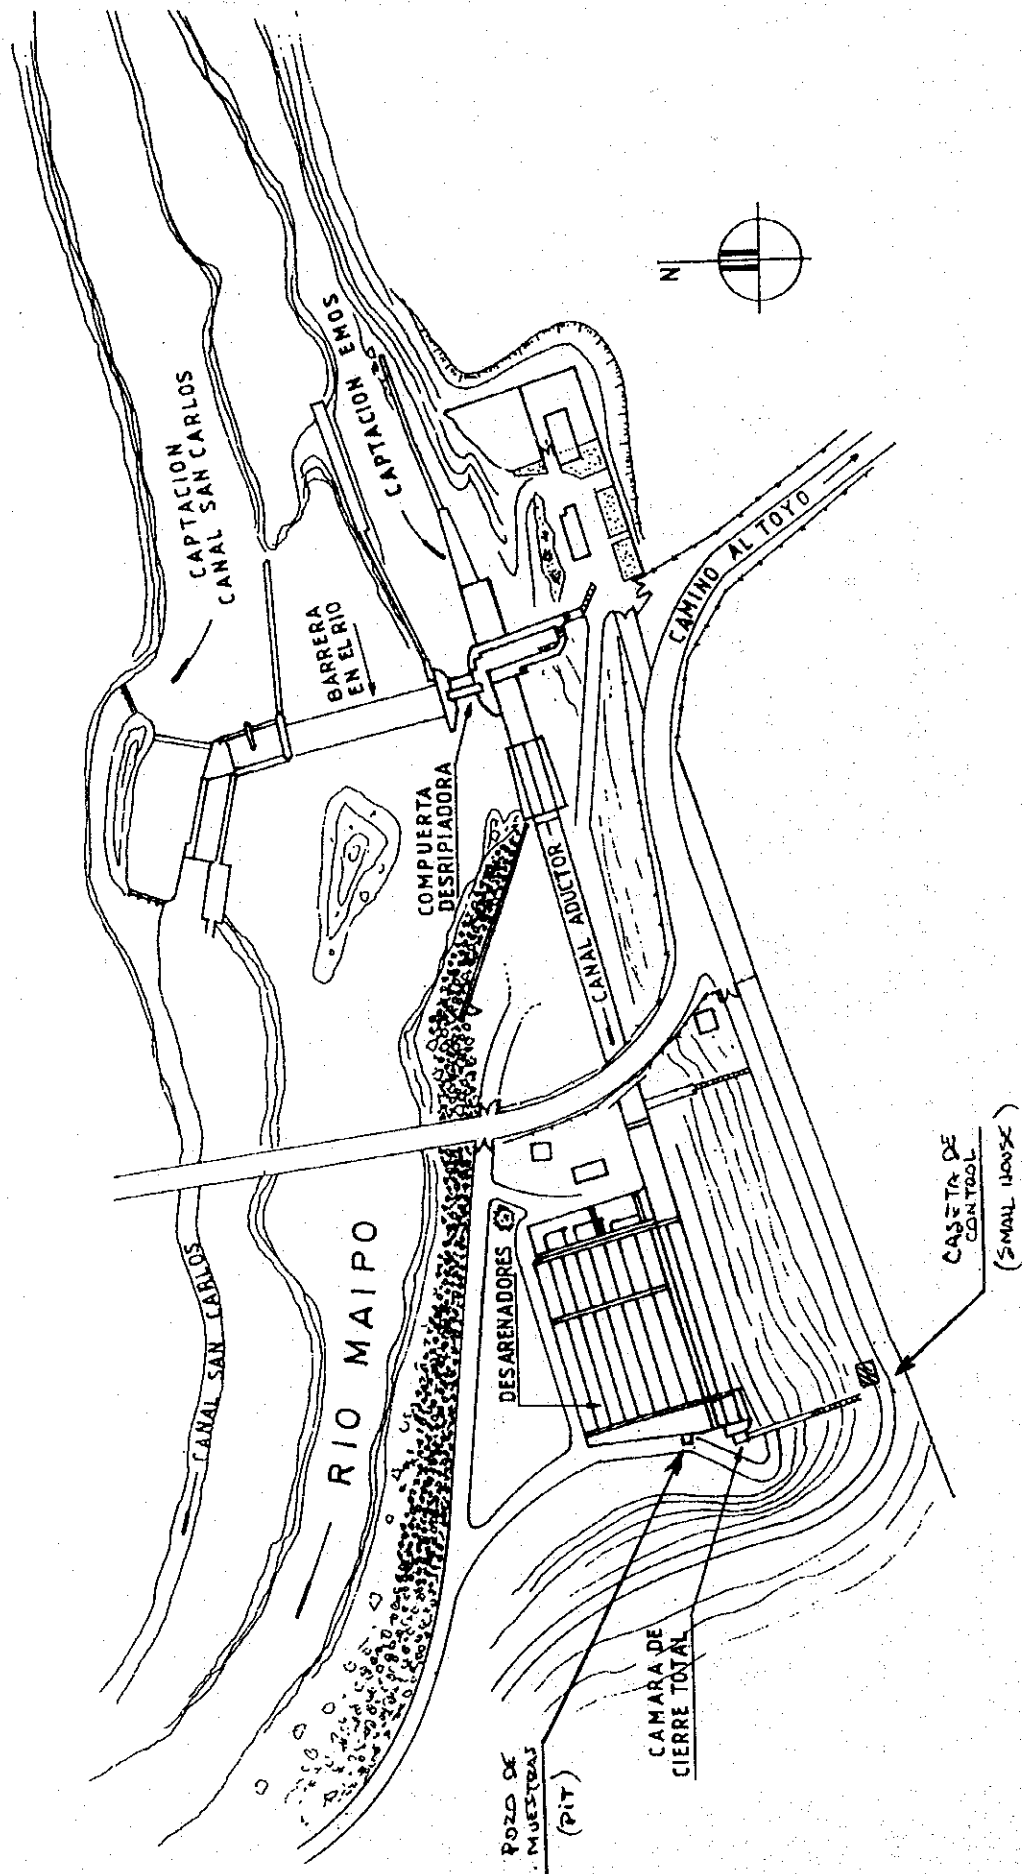 CAPTACION
CANAL SAN CARLOS
CAPTACION EMOS
BARRERA
EN EL RIO
N
COMPUERTA
DESRIPIADORA
CANAL ADUCTOR
CAMINO AL TOYO
CANAL SAN CARLOS
RIO MAIPO
DESARENADORES
CASETA DE
CONTROL
(SMALL HOUSE)
CAMARA DE
CIERRE TOTAL
POZO DE
MUESTRAS
(PIT)